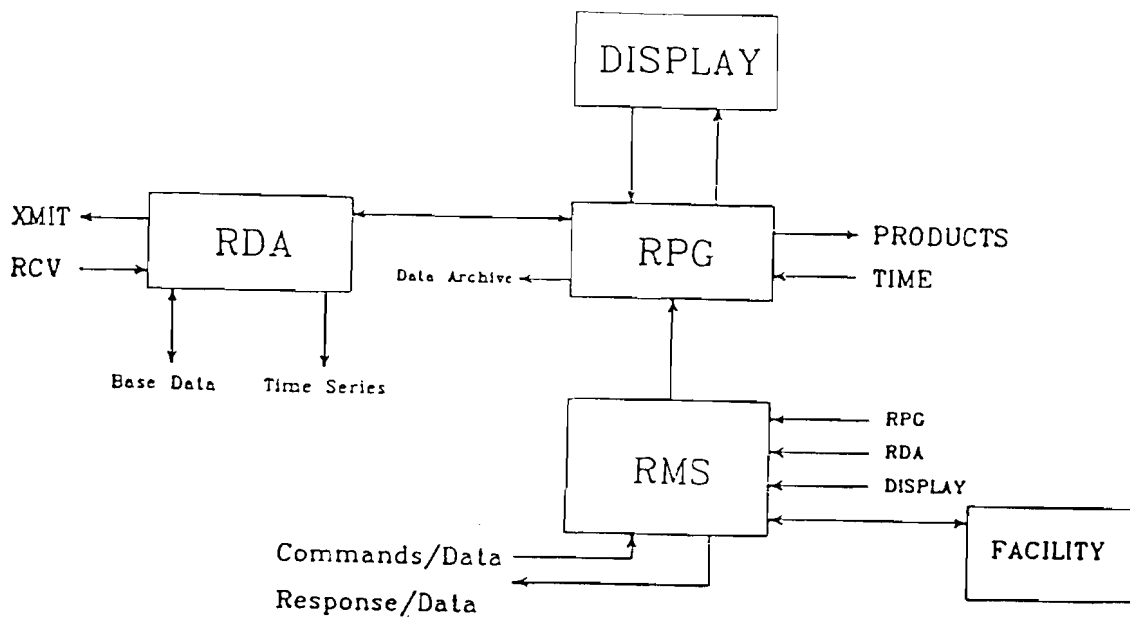 DISPLAY
XMIT
RCV
RDA
RPG
PRODUCTS
TIME
Data Archive
Base Data
Time Series
RMS
RPG
RDA
DISPLAY
FACILITY
Commands/Data
Response/Data